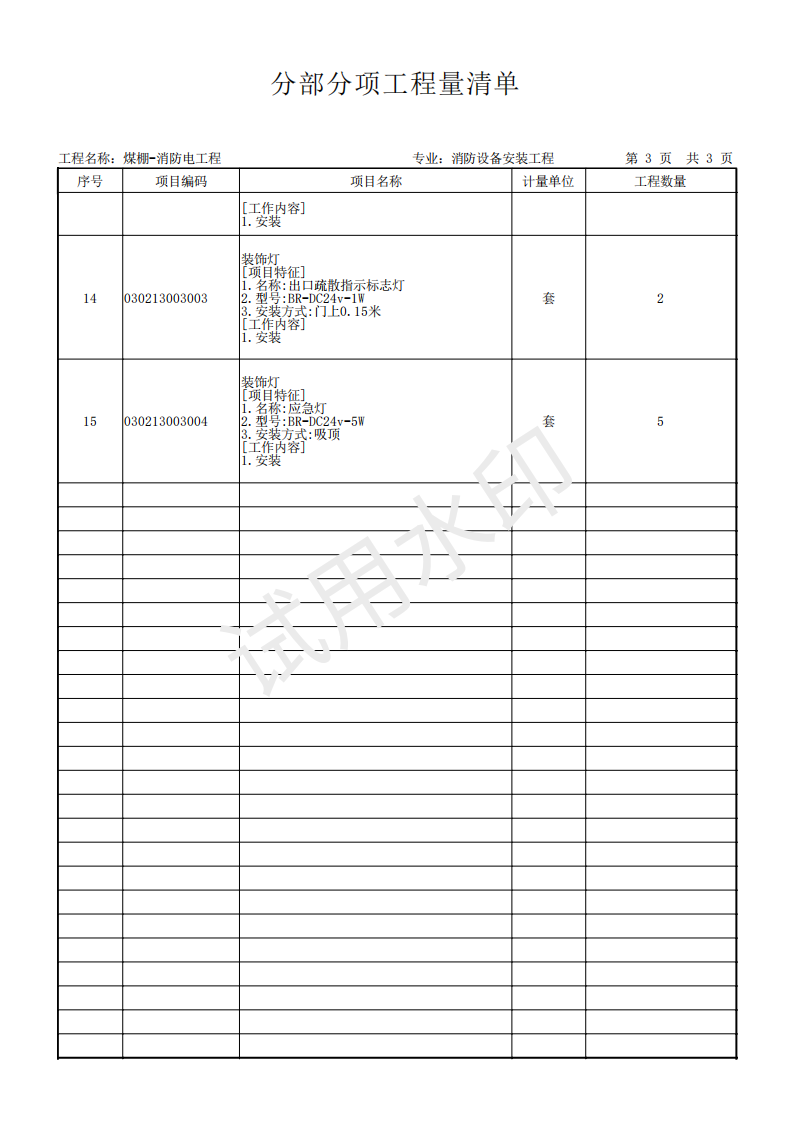 分部分项工程量清单
工程名称：煤棚-消防电工程 专业：消防设备安装工程 第 3 页 共 3 页
序号 项目编码 项目名称 计量单位 工程数量
[工作内容]
1.安装
装饰灯
[项目特征]
1.名称:出口疏散指示标志灯
14 030213003003 2.型号:BR-DC24v-1W 套 2
3.安装方式:门上0.15米
[工作内容]
1.安装
装饰灯
[项目特征]
1.名称:应急灯
15 030213003004 2.型号:BR-DC24v-5W 套 5
3.安装方式:吸顶
[工作内容]
1.安装
试用水印